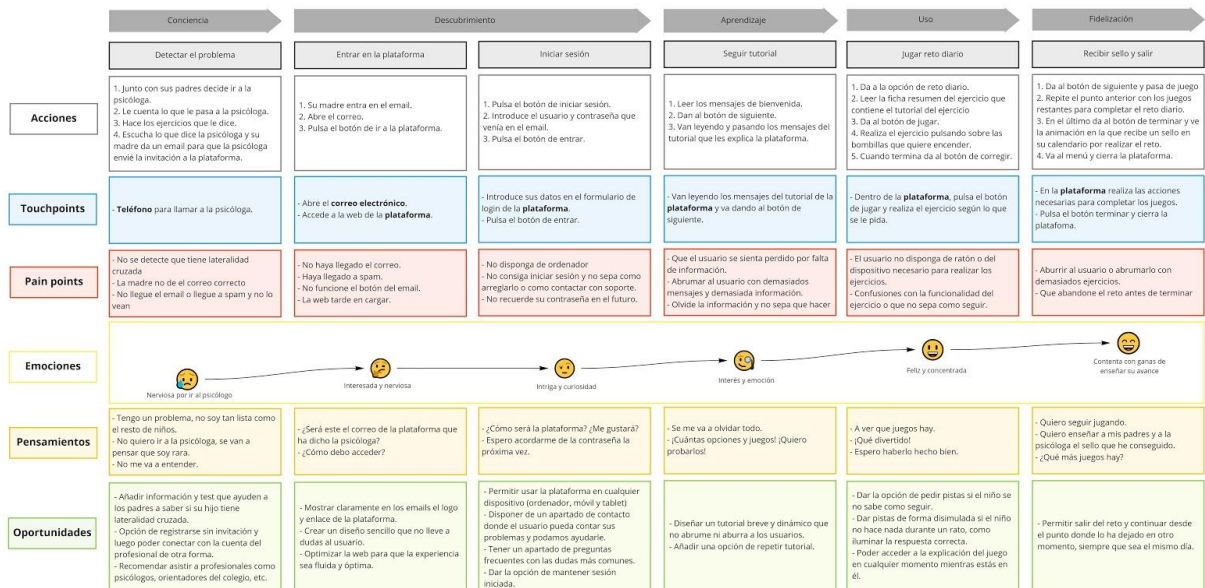 Conciencia
Descubrimiento
Aprendizaje
Uso
Fidelización
Detectar el problema
Entrar en la plataforma
Iniciar sesión
Seguir tutorial
Jugar reto diario
Recibir sello y salir
Acciones
1. Junto con sus padres decide ir a la
psicóloga.
2. Le cuenta lo que le pasa a la psicóloga.
3. Hace los ejercicios que le dice.
4. Escucha lo que dice la psicóloga y su
madre da un email para que la psicóloga
envié la invitación a la plataforma.
1. Su madre entra en el email.
2. Abre el correo.
3. Pulsa el botón de ir a la plataforma.
1. Pulsa el botón de iniciar sesión.
2. Introduce el usuario y contraseña que
venía en el email.
3. Pulsa el botón de entrar.
1. Leer los mensajes de bienvenida.
2. Dan al botón de siguiente.
3. Van leyendo y pasando los mensajes del
tutorial que les explica la plataforma.
1. Da a la opción de reto diario.
2. Leer la ficha resumen del ejercicio que
contiene el tutorial del ejercicio
3. Da al botón de jugar.
4. Realiza el ejercicio pulsando sobre las
bombillas que quiere encender.
5. Cuando termina da al botón de corregir.
1. Da al botón de siguiente y pasa de juego
2. Repite el punto anterior con los juegos
restantes para completar el reto diario.
3. En el último da al botón de terminar y ve
la animación en la que recibe un sello en
su calendario por realizar el reto.
4. Va al menú y cierra la plataforma.
Touchpoints
- Teléfono para llamar a la psicóloga.
- Abre el correo electrónico.
- Accede a la web de la plataforma.
- Introduce sus datos en el formulario de
login de la plataforma.
- Pulsa el botón de entrar.
- Van leyendo los mensajes del tutorial de la
plataforma y va dando al botón de
siguiente.
- Dentro de la plataforma, pulsa el botón
de jugar y realiza el ejercicio según lo que
se le pida.
- En la plataforma realiza las acciones
necesarias para completar los juegos.
- Pulsa el botón terminar y cierra la
platafoma.
Pain points
- No se detecte que tiene lateralidad
cruzada
- La madre no de el correo correcto
- No llegue el email o llegue a spam y no lo
vean
- No haya llegado el correo.
- Haya llegado a spam.
- No funcione el botón del email.
- La web tarde en cargar.
- No disponga de ordenador
- No consiga iniciar sesión y no sepa como
arreglarlo o como contactar con soporte.
- No recuerde su contraseña en el futuro.
- Que el usuario se sienta perdido por falta
de información.
- Abrumar al usuario con demasiados
mensajes y demasiada información.
- Olvide la información y no sepa que hacer
- El usuario no disponga de ratón o del
dispositivo necesario para realizar los
ejercicios.
- Confusiones con la funcionalidad del
ejercicio o que no sepa como seguir.
- Aburrir al usuario o abrumarlo con
demasiados ejercicios.
- Que abandone el reto antes de terminar
Emociones
Nerviosa por ir al psicólogo
Interesada y nerviosa
Intriga y curiosidad
Interés y emoción
Feliz y concentrada
Contenta con ganas de
enseñar su avance
Pensamientos
- Tengo un problema, no soy tan lista como
el resto de niños.
- No quiero ir a la psicóloga, se van a
pensar que soy rara.
- No me va a entender.
- ¿Será este el correo de la plataforma que
ha dicho la psicóloga?
- ¿Cómo debo acceder?
- ¿Cómo será la plataforma? ¿Me gustará?
- Espero acordarme de la contraseña la
próxima vez.
- Se me va a olvidar todo.
- ¡Cuántas opciones y juegos! ¡Quiero
probarlos!
- A ver que juegos hay.
- ¡Qué divertido!
- Espero haberlo hecho bien.
- Quiero seguir jugando.
- Quiero enseñar a mis padres y a la
psicóloga el sello que he conseguido.
- ¿Qué más juegos hay?
Oportunidades
- Añadir información y test que ayuden a
los padres a saber si su hijo tiene
lateralidad cruzada.
- Opción de registrarse sin invitación y
luego poder conectar con la cuenta del
profesional de otra forma.
- Recomendar asistir a profesionales como
psicólogos, orientadores del colegio, etc.
- Mostrar claramente en los emails el logo
y enlace de la plataforma.
- Crear un diseño sencillo que no lleve a
dudas al usuario.
- Optimizar la web para que la experiencia
sea fluida y óptima.
- Permitir usar la plataforma en cualquier
dispositivo (ordenador, móvil y tablet)
- Disponer de un apartado de contacto
donde el usuario pueda contar sus
problemas y podamos ayudarle.
- Tener un apartado de preguntas
frecuentes con las dudas más comunes.
- Dar la opción de mantener sesión
iniciada.
- Diseñar un tutorial breve y dinámico que
no abrume ni aburra a los usuarios.
- Añadir una opción de repetir tutorial.
- Dar la opción de pedir pistas si el niño se
no sabe como seguir.
- Dar pistas de forma disimulada si el niño
no hace nada durante un rato, como
iluminar la respuesta correcta.
- Poder acceder a la explicación del juego
en cualquier momento mientras estás en
él.
- Permitir salir del reto y continuar desde
el punto donde lo ha dejado en otro
momento, siempre que sea el mismo día.